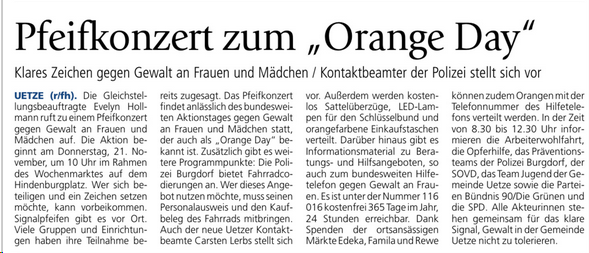 Pfeifkonzert zum „Orange Day“
Klares Zeichen gegen Gewalt an Frauen und Mädchen / Kontaktbeamter der Polizei stellt sich vor
UETZE (r/fh). Die Gleichstel-
lungsbeauftragte Evelyn Holl-
mann ruft zu einem Pfeifkonzert
gegen Gewalt an Frauen und
Mädchen auf. Die Aktion be-
ginnt am Donnerstag, 21. No-
vember, um 10 Uhr im Rahmen
des Wochenmarktes auf dem
Hindenburgplatz. Wer sich be-
teiligen und ein Zeichen setzen
möchte, kann vorbeikommen.
Signalpfeifen gibt es vor Ort.
Viele Gruppen und Einrichtun-
gen haben ihre Teilnahme be-
reits zugesagt. Das Pfeifkonzert
findet anlässlich des bundeswei-
ten Aktionstages gegen Gewalt
an Frauen und Mädchen statt,
der auch als „Orange Day“ be-
kannt ist. Zusätzlich gibt es wei-
tere Programmpunkte: Die Poli-
zei Burgdorf bietet Fahrradco-
dierungen an. Wer dieses Ange-
bot nutzen möchte, muss seinen
Personalausweis und den Kauf-
beleg des Fahrrads mitbringen.
Auch der neue Uetzer Kontakt-
beamte Carsten Lerbs stellt sich
vor. Außerdem werden kosten-
los Sattelüberzüge, LED-Lam-
pen für den Schlüsselbund und
orangefarbene Einkaufstaschen
verteilt. Darüber hinaus gibt es
Informationsmaterial zu Bera-
tungs- und Hilfsangeboten, so
auch zum bundesweiten Hilfe-
telefon gegen Gewalt an Frau-
en. Es ist unter der Nummer 116
016 kostenfrei 365 Tage im Jahr,
24 Stunden erreichbar. Dank
Spenden der ortsansässigen
Märkte Edeka, Famila und Rewe
können zudem Orangen mit der
Telefonnummer des Hilfetele-
fons verteilt werden. In der Zeit
von 8.30 bis 12.30 Uhr infor-
mieren die Arbeiterwohlfahrt,
die Opferhilfe, das Präventions-
team der Polizei Burgdorf, der
SOVD, das Team Jugend der Ge-
meinde Uetze sowie die Partei-
en Bündnis 90/Die Grünen und
die SPD. Alle Akteurinnen ste-
hen gemeinsam für das klare
Signal, Gewalt in der Gemeinde
Uetze nicht zu tolerieren.